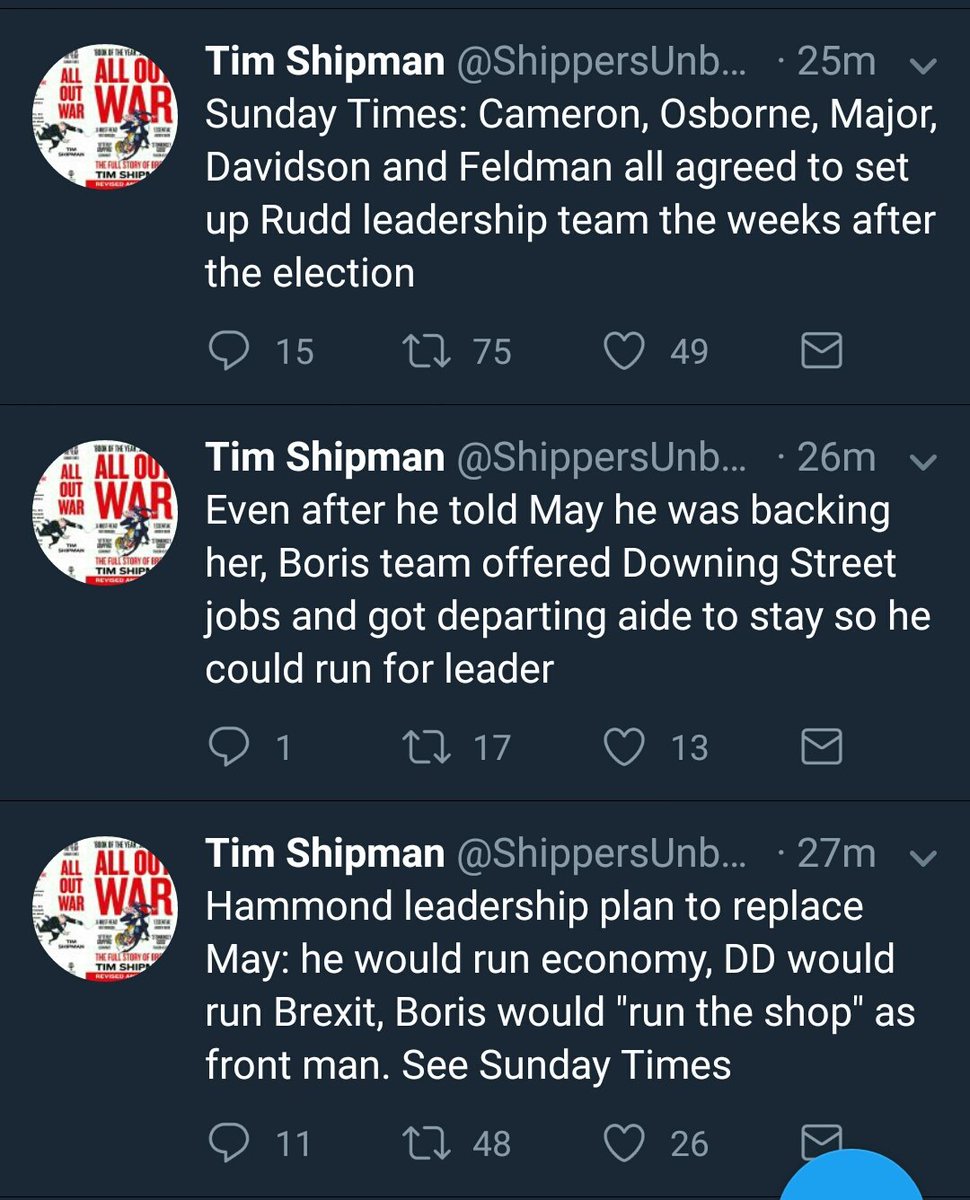 Tim Shipman @ShippersUnb... · 25m
Sunday Times: Cameron, Osborne, Major,
Davidson and Feldman all agreed to set
up Rudd leadership team the weeks after
the election
15 75 49
Tim Shipman @ShippersUnb... · 26m
Even after he told May he was backing
her, Boris team offered Downing Street
jobs and got departing aide to stay so he
could run for leader
1 17 13
Tim Shipman @ShippersUnb... · 27m
Hammond leadership plan to replace
May: he would run economy, DD would
run Brexit, Boris would "run the shop" as
front man. See Sunday Times
11 48 26